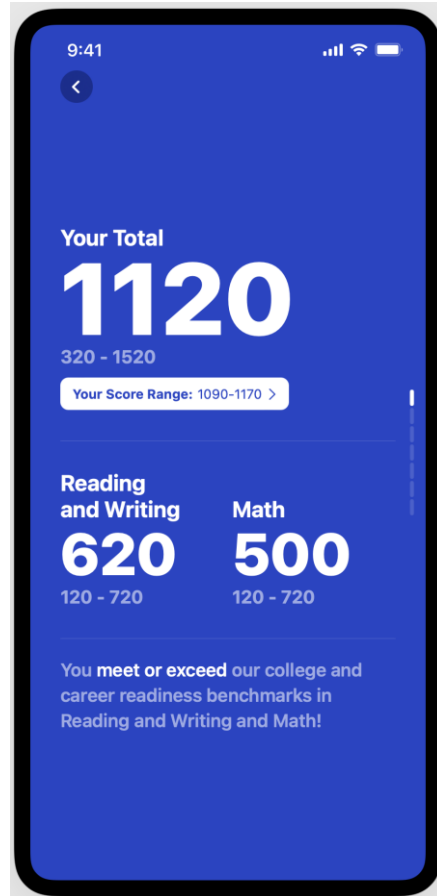 9:41
Your Total
1120
320 - 1520
Your Score Range: 1090-1170 >
Reading
and Writing
620
120 - 720
Math
500
120 - 720
You meet or exceed our college and
career readiness benchmarks in
Reading and Writing and Math!